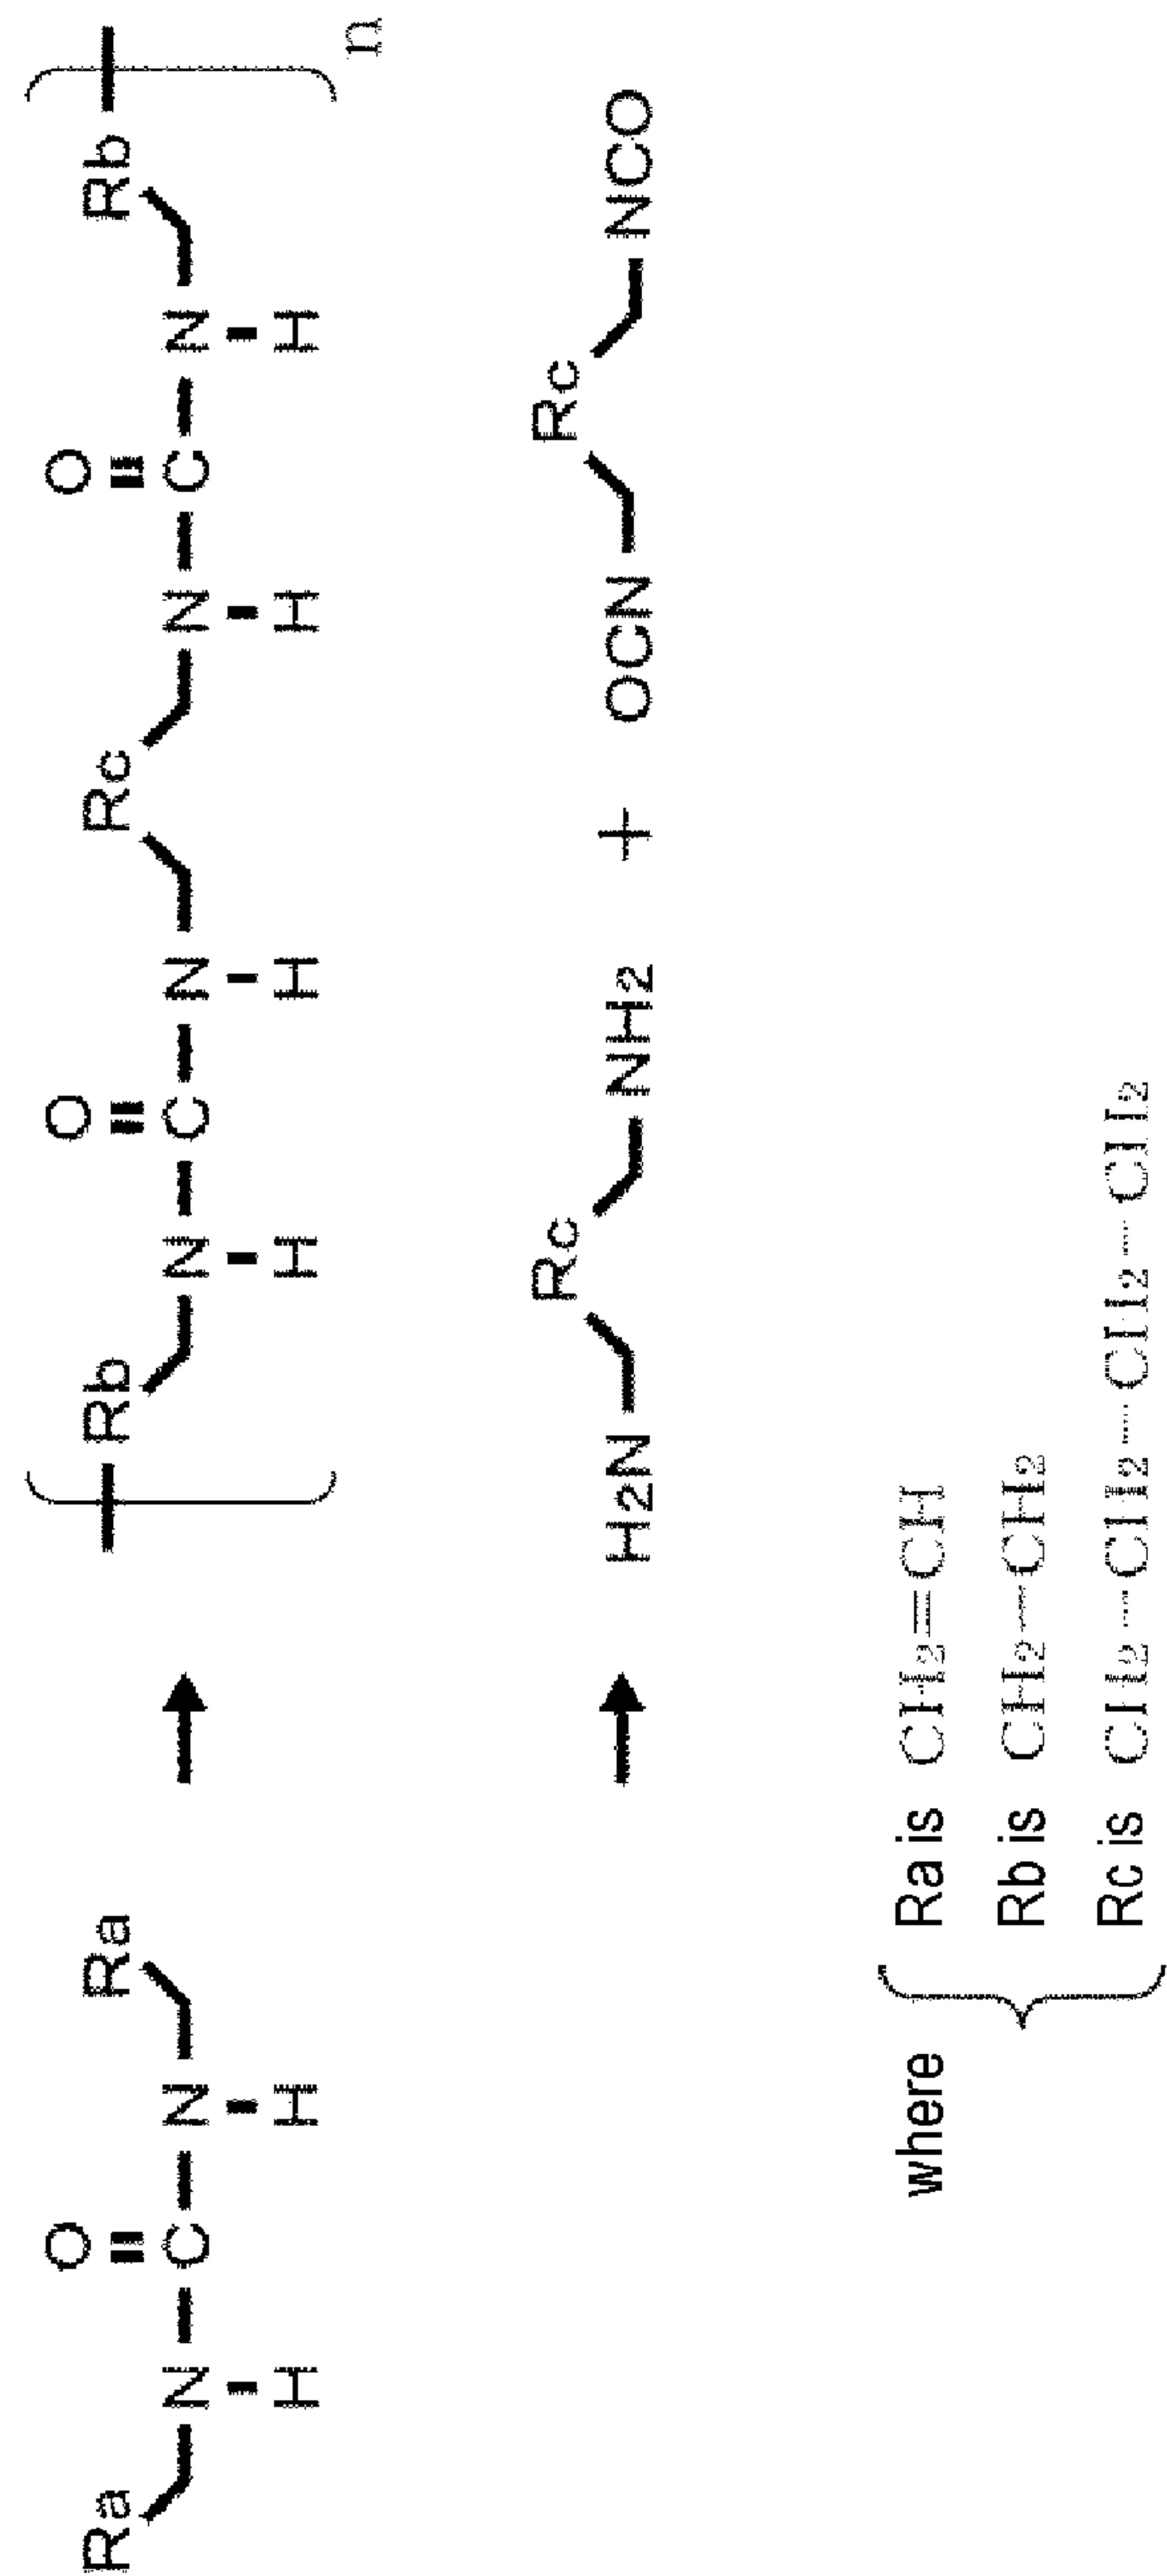 Ra N C N Ra → ( Rb N C N Rc N C N Rb ) n
O O O
H H H H H H
→ H2N Rc NH2 + OCN Rc NCO
where { Ra is CH2=CH
Rb is CH2—CH2
Rc is CH2—CH2—CH2—CH2